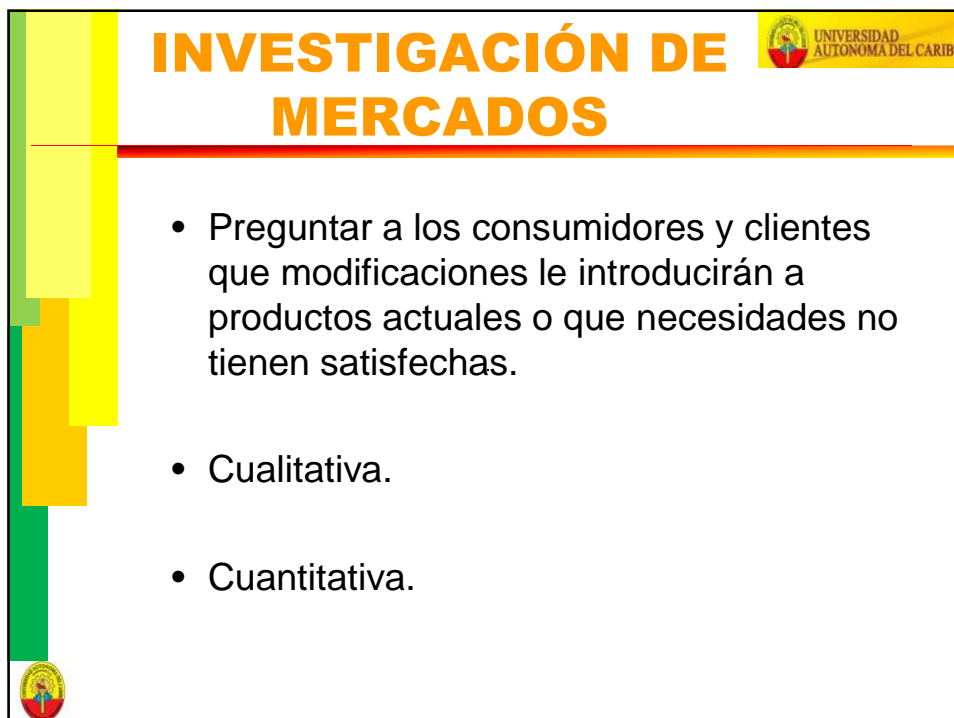 INVESTIGACIÓN DE
MERCADOS
UNIVERSIDAD
AUTONOMA DEL CARIB
• Preguntar a los consumidores y clientes
que modificaciones le introducirán a
productos actuales o que necesidades no
tienen satisfechas.
• Cualitativa.
• Cuantitativa.